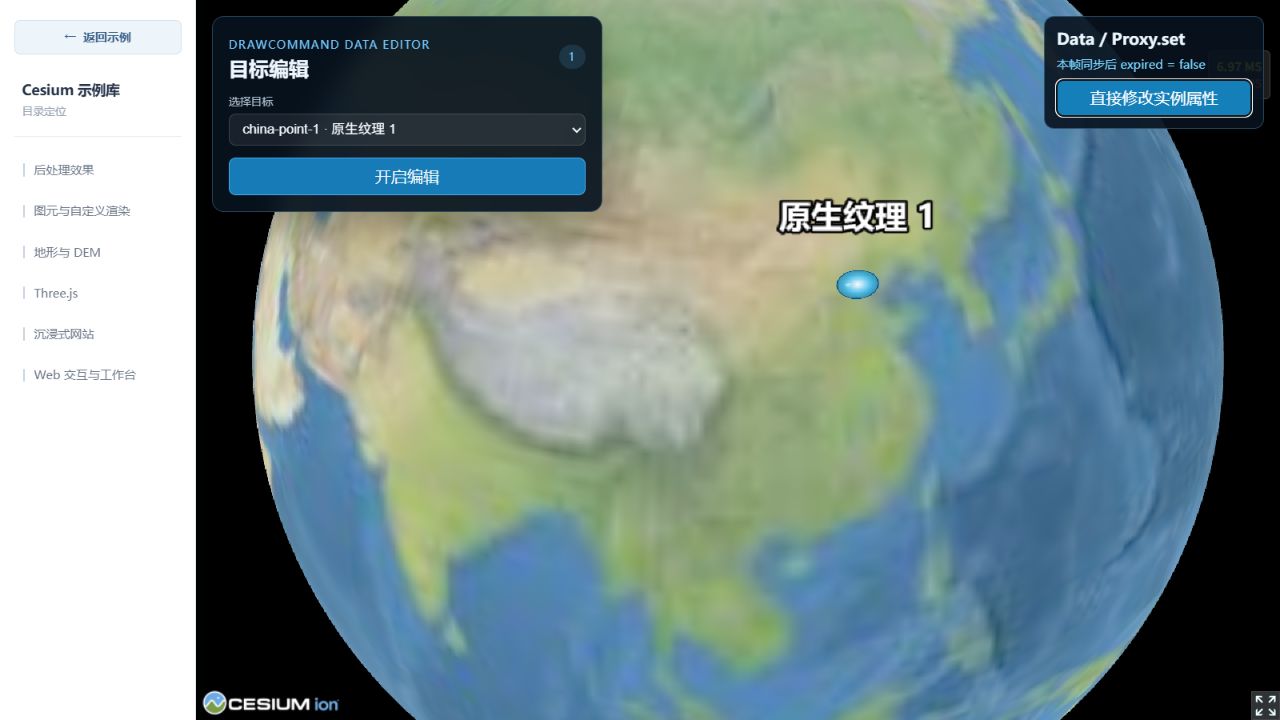 ← 返回示例
Cesium 示例库
目录定位
后处理效果
图元与自定义渲染
地形与 DEM
Three.js
沉浸式网站
Web 交互与工作台
DRAWCOMMAND DATA EDITOR
目标编辑
1
选择目标
china-point-1 · 原生纹理 1
开启编辑
原生纹理 1
Data / Proxy.set
本帧同步后 expired = false
6.97 MS
直接修改实例属性
CESIUM ion